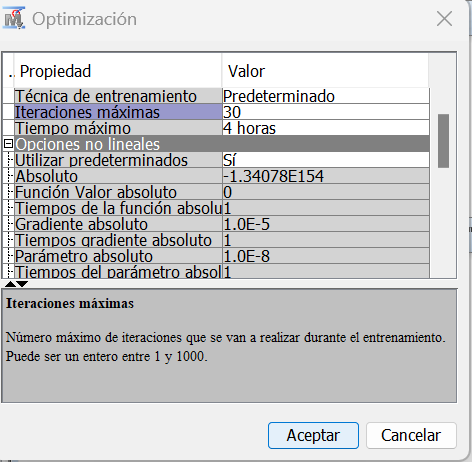 Optimización
.. Propiedad Valor
Técnica de entrenamiento Predeterminado
Iteraciones máximas 30
Tiempo máximo 4 horas
Opciones no lineales
Utilizar predeterminados Sí
Absoluto -1.34078E154
Función Valor absoluto 0
Tiempos de la función absolu 1
Gradiente absoluto 1.0E-5
Tiempos gradiente absoluto 1
Parámetro absoluto 1.0E-8
Tiempos del parámetro absol 1
Iteraciones máximas
Número máximo de iteraciones que se van a realizar durante el entrenamiento.
Puede ser un entero entre 1 y 1000.
Aceptar Cancelar